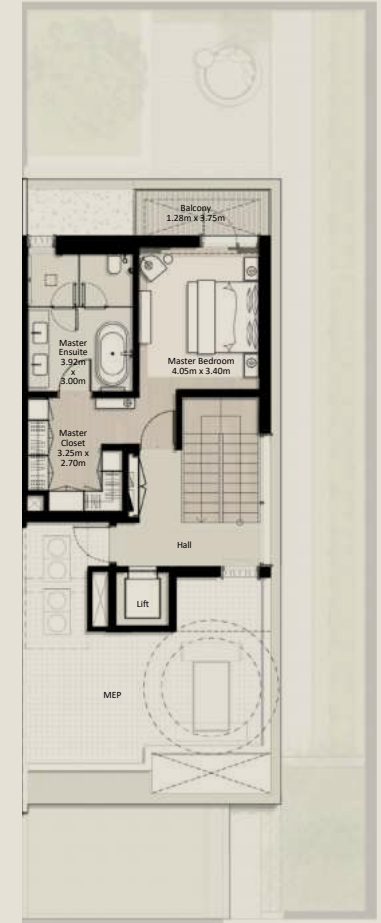 Balcony
1.28m x 3.75m
Master
Ensuite
3.92m
x
3.00m
Master Bedroom
4.05m x 3.40m
Master
Closet
3.25m x
2.70m
Hall
Lift
MEP